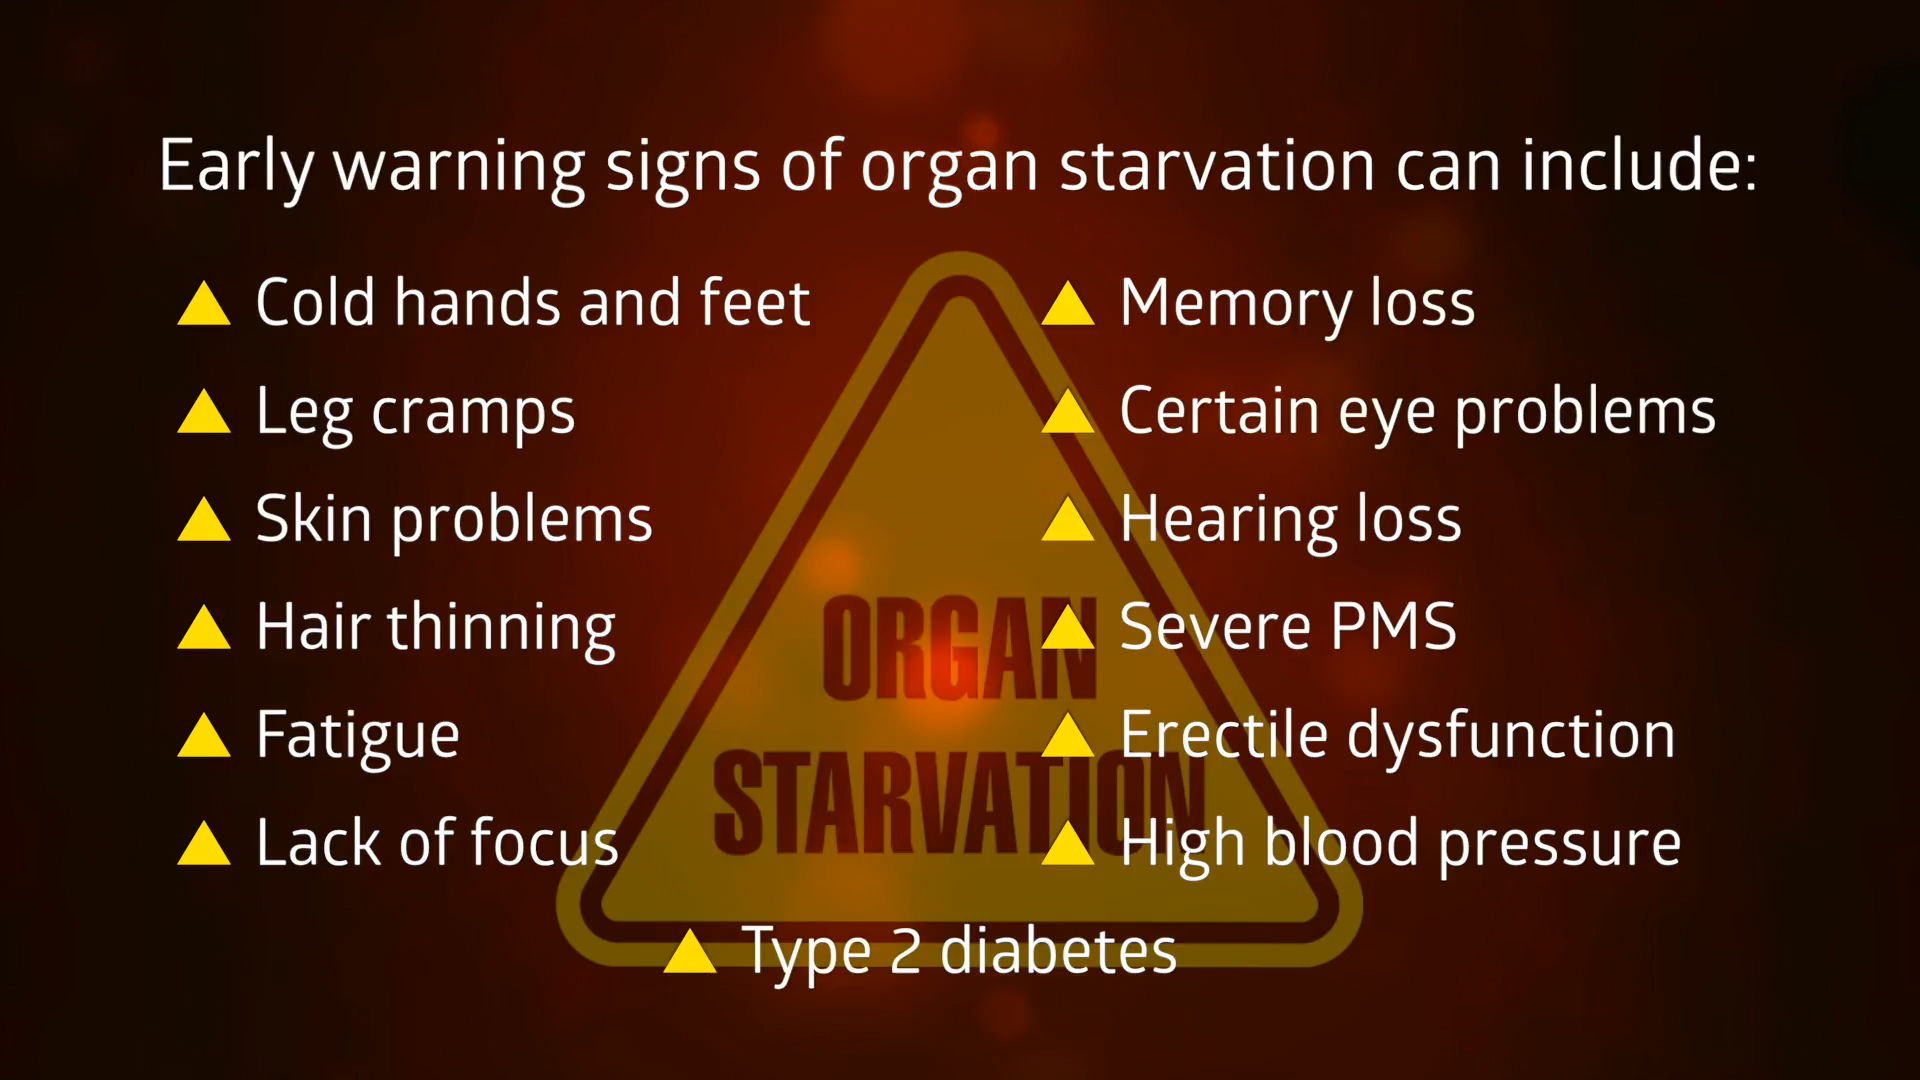 Early warning signs of organ starvation can include:
Cold hands and feet
Leg cramps
Skin problems
Hair thinning
Fatigue
Lack of focus
Memory loss
Certain eye problems
Hearing loss
Severe PMS
Erectile dysfunction
High blood pressure
Type 2 diabetes
ORGAN
STARVATION